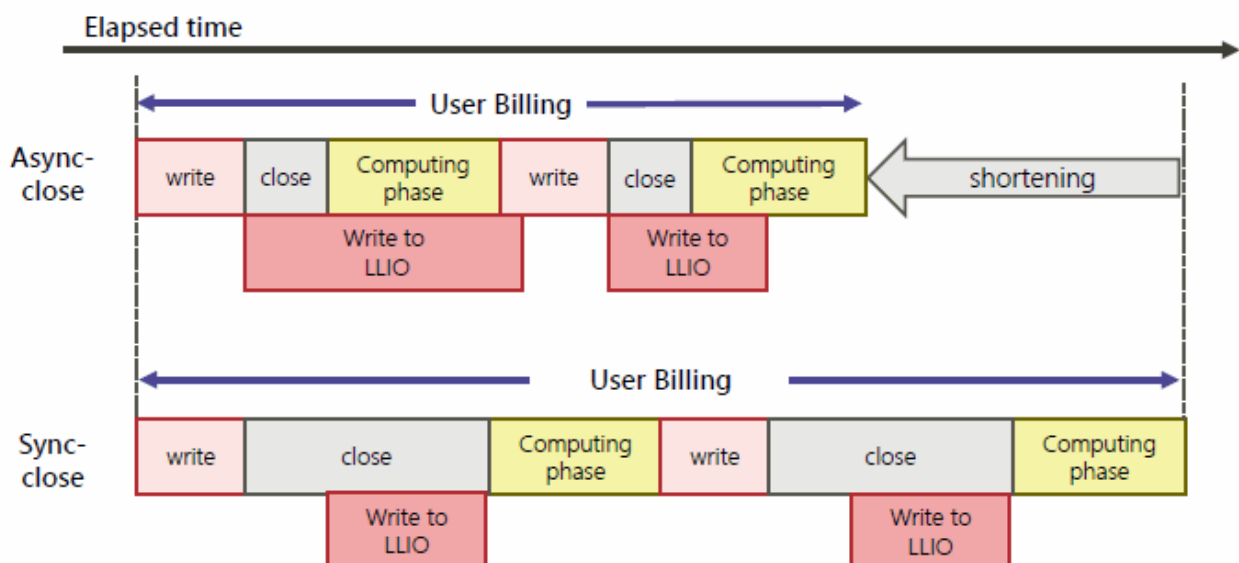 Elapsed time
User Billing
Async-
close
write
close
Computing
phase
write
close
Computing
phase
shortening
Write to
LLIO
Write to
LLIO
User Billing
Sync-
close
write
close
Computing
phase
write
close
Computing
phase
Write to
LLIO
Write to
LLIO